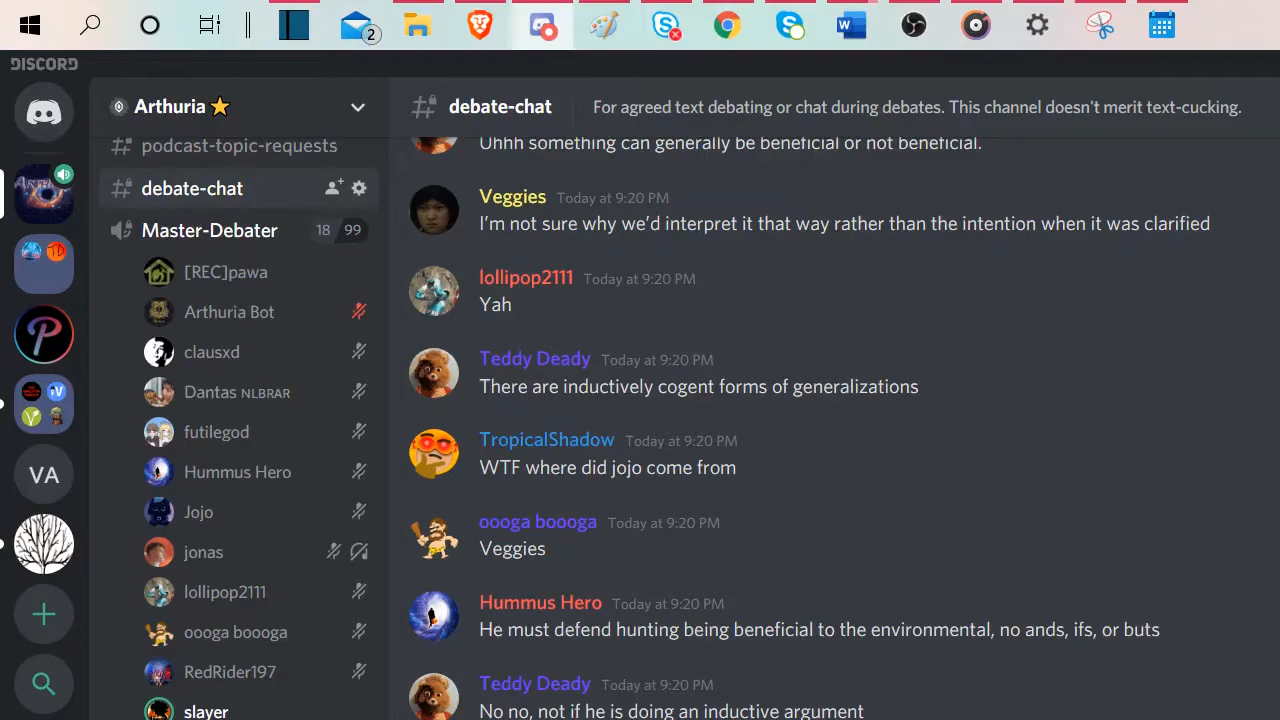 2
DISCORD
Arthuria
podcast-topic-requests
debate-chat
Master-Debater 18 99
[REC]pawa
Arthuria Bot
clausxd
Dantas NLBRAR
futilegod
Hummus Hero
Jojo
jonas
lollipop2111
oooga boooga
RedRider197
slayer
TD
P
V
VA
debate-chat For agreed text debating or chat during debates. This channel doesn't merit text-cucking.
Uhhh something can generally be beneficial or not beneficial.
Veggies Today at 9:20 PM
I'm not sure why we'd interpret it that way rather than the intention when it was clarified
lollipop2111 Today at 9:20 PM
Yah
Teddy Deady Today at 9:20 PM
There are inductively cogent forms of generalizations
TropicalShadow Today at 9:20 PM
WTF where did jojo come from
oooga boooga Today at 9:20 PM
Veggies
Hummus Hero Today at 9:20 PM
He must defend hunting being beneficial to the environmental, no ands, ifs, or buts
Teddy Deady Today at 9:20 PM
No no, not if he is doing an inductive argument